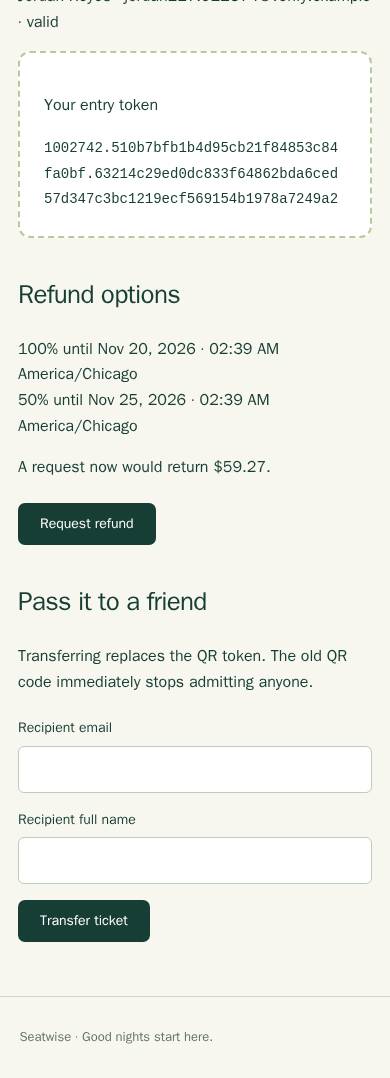 · valid
Your entry token
1002742.510b7bfb1b4d95cb21f84853c84
fa0bf.63214c29ed0dc833f64862bda6ced
57d347c3bc1219ecf569154b1978a7249a2
Refund options
100% until Nov 20, 2026 · 02:39 AM
America/Chicago
50% until Nov 25, 2026 · 02:39 AM
America/Chicago
A request now would return $59.27.
Request refund
Pass it to a friend
Transferring replaces the QR token. The old QR
code immediately stops admitting anyone.
Recipient email
Recipient full name
Transfer ticket
Seatwise · Good nights start here.